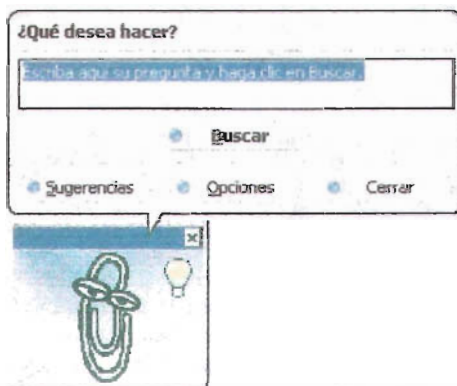 ¿Qué desea hacer?
Escriba aquí su pregunta y haga clic en Buscar.
Buscar
Sugerencias Opciones Cerrar